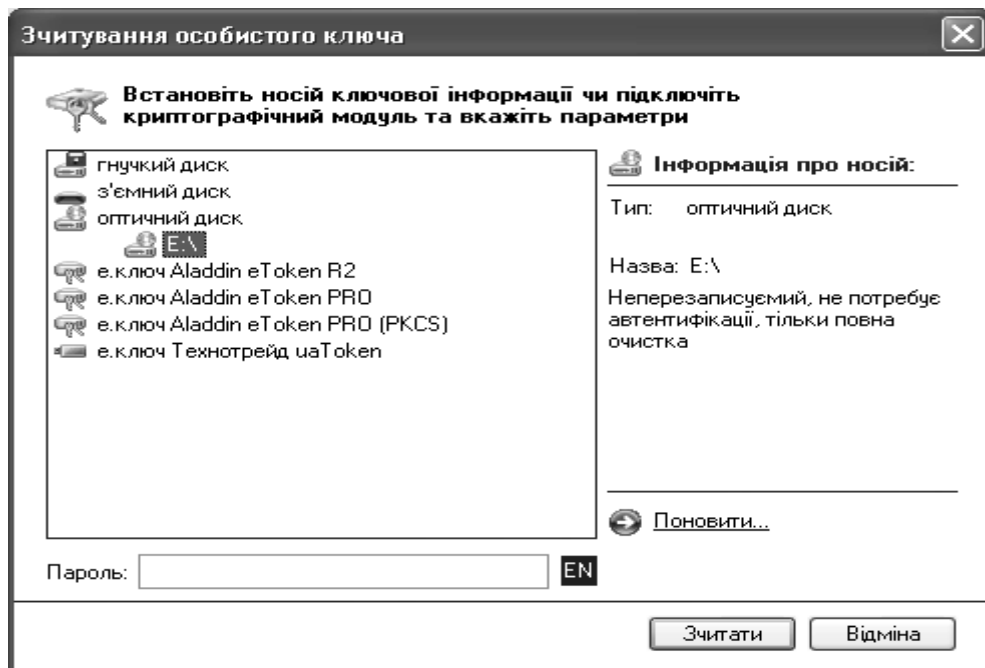 Зчитування особистого ключа
Встановіть носій ключової інформації чи підключіть
криптографічний модуль та вкажіть параметри
гнучкий диск
з'ємний диск
оптичний диск
E:\
е.ключ Aladdin eToken R2
е.ключ Aladdin eToken PRO
е.ключ Aladdin eToken PRO (PKCS)
е.ключ Технотрейд uaToken
Інформація про носій:
Тип: оптичний диск
Назва: E:\
Неперезаписуємий, не потребує
автентифікації, тільки повна
очистка
Поновити...
Пароль:
EN
Зчитати
Відміна